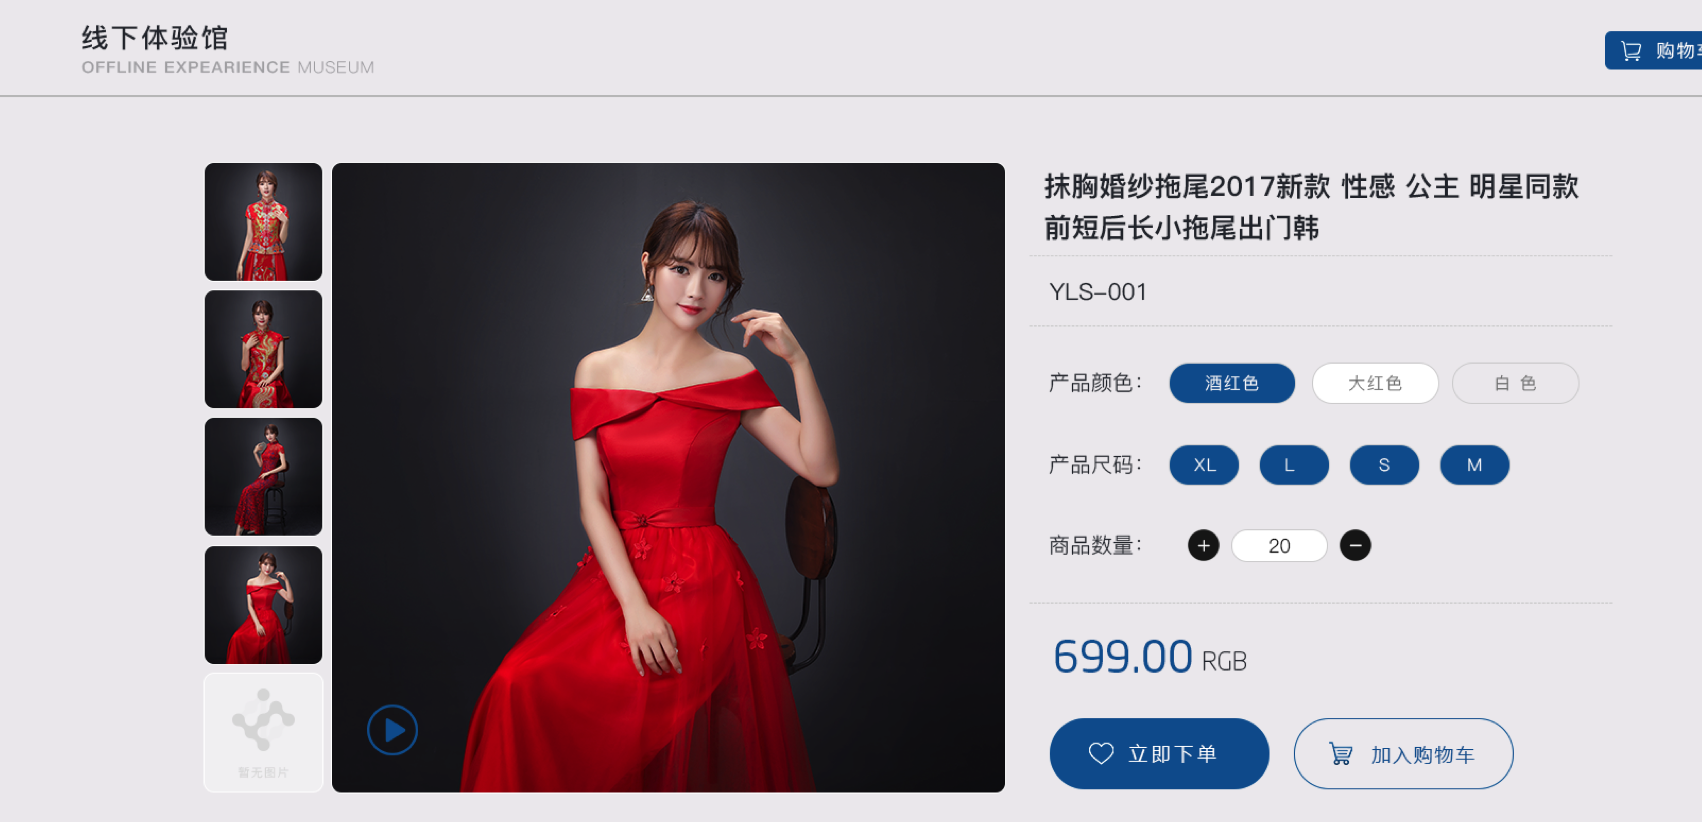 线下体验馆
OFFLINE EXPEARIENCE MUSEUM
购物
抹胸婚纱拖尾2017新款 性感 公主 明星同款
前短后长小拖尾出门韩
YLS-001
产品颜色： 酒红色 大红色 白 色
产品尺码： XL L S M
商品数量： + 20 −
699.00 RGB
立即下单 加入购物车
暂无图片